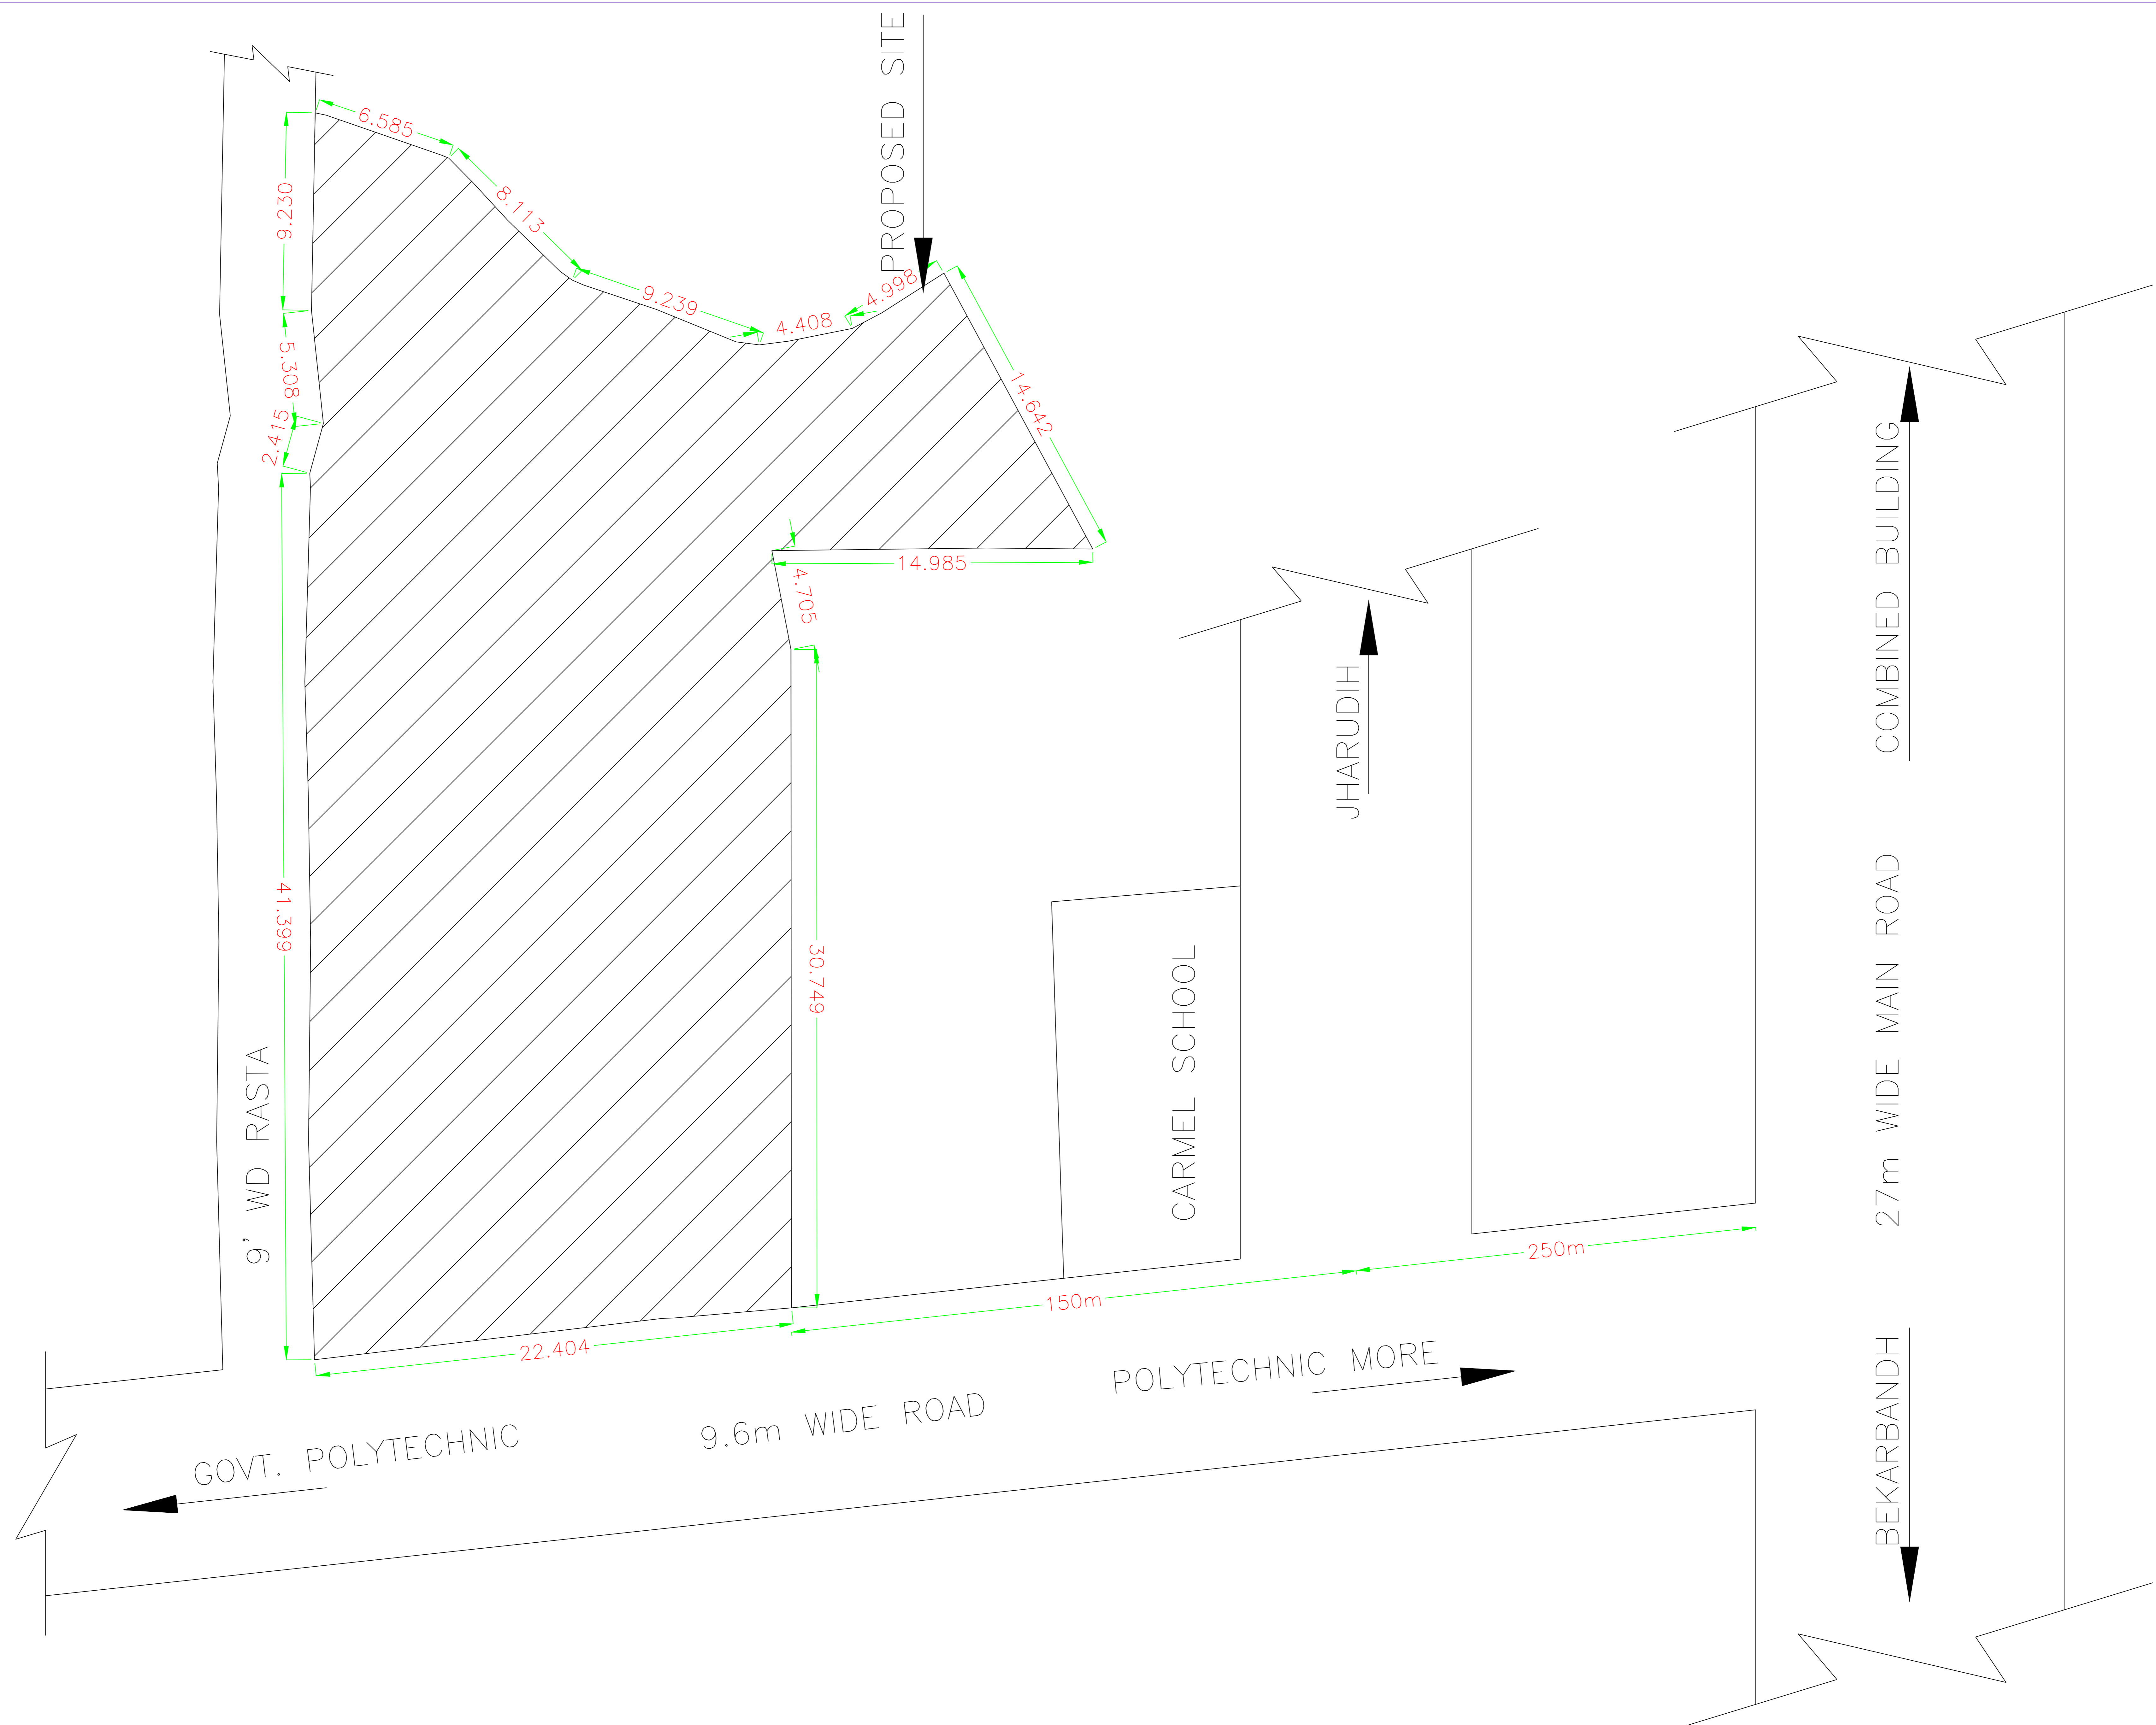 PROPOSED SITE
6.585
8.113
9.230
9.239
4.408
4.998
5.308
2.415
14.642
14.985
4.705
41.399
30.749
22.404
9' WD RASTA
CARMEL SCHOOL
JHARUDIH
COMBINED BUILDING
27m WIDE MAIN ROAD
BEKARBANDH
150m
250m
GOVT. POLYTECHNIC
9.6m WIDE ROAD
POLYTECHNIC MORE